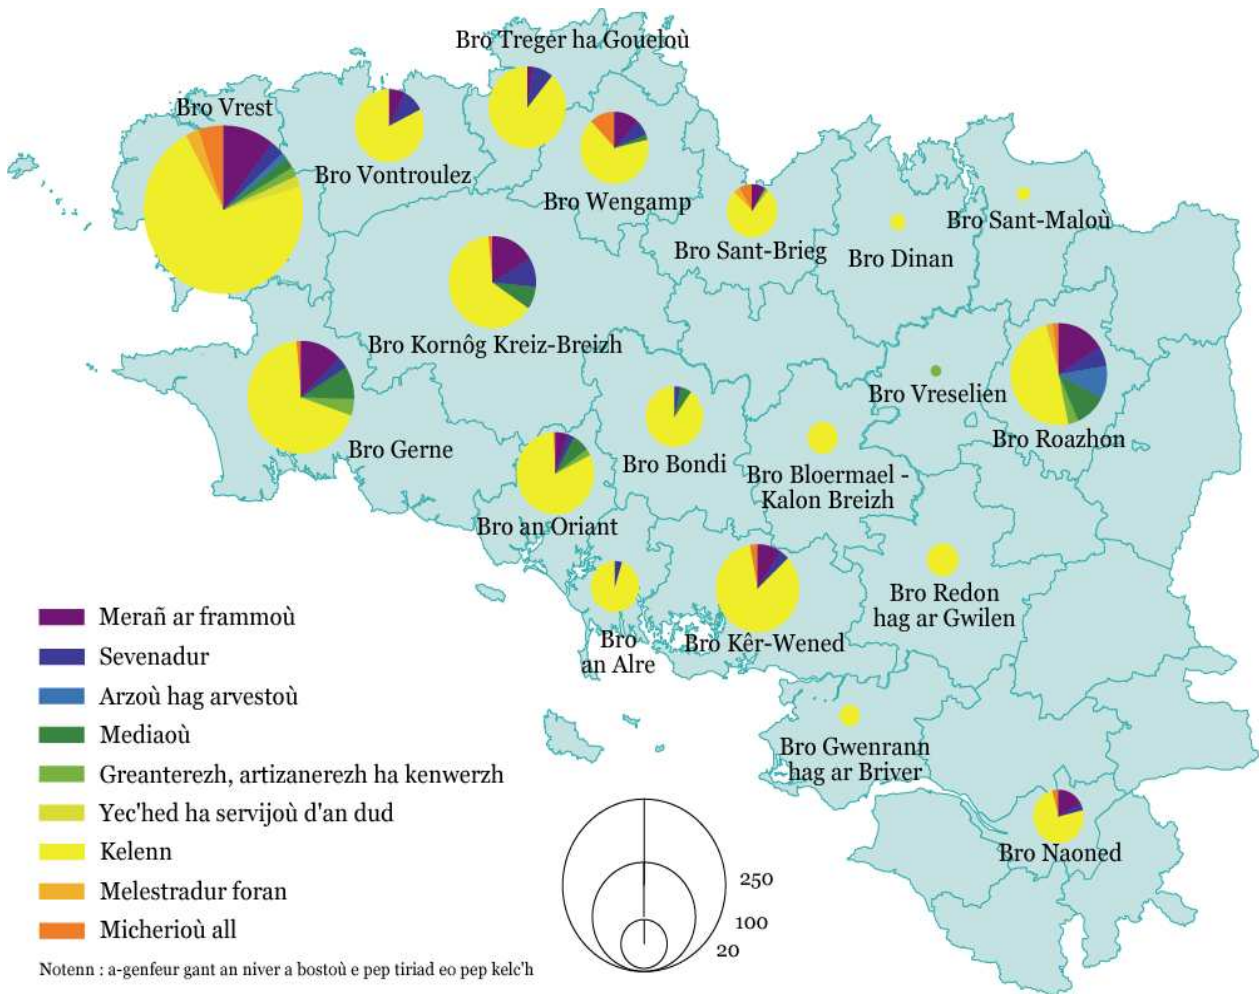 Bro Treger ha Goueloù
Bro Vrest
Bro Vontroulez
Bro Wengamp
Bro Sant-Maloù
Bro Sant-Brieg
Bro Dinan
Bro Kornôg Kreiz-Breizh
Bro Vreselien
Bro Roazhon
Bro Gerne
Bro Bondi
Bro Bloermael -
Kalon Breizh
Bro an Oriant
Bro Redon
hag ar Gwilen
Bro
an Alre
Bro Kêr-Wened
Bro Gwenrann
hag ar Briver
Bro Naoned
Merañ ar frammoù
Sevenadur
Arzoù hag arvestoù
Mediaoù
Greanterezh, artizanerezh ha kenwerzh
Yec'hed ha servijoù d'an dud
Kelenn
Melestradur foran
Micherioù all
250
100
20
Notenn : a-genfeur gant an niver a bostoù e pep tiriad eo pep kelc'h